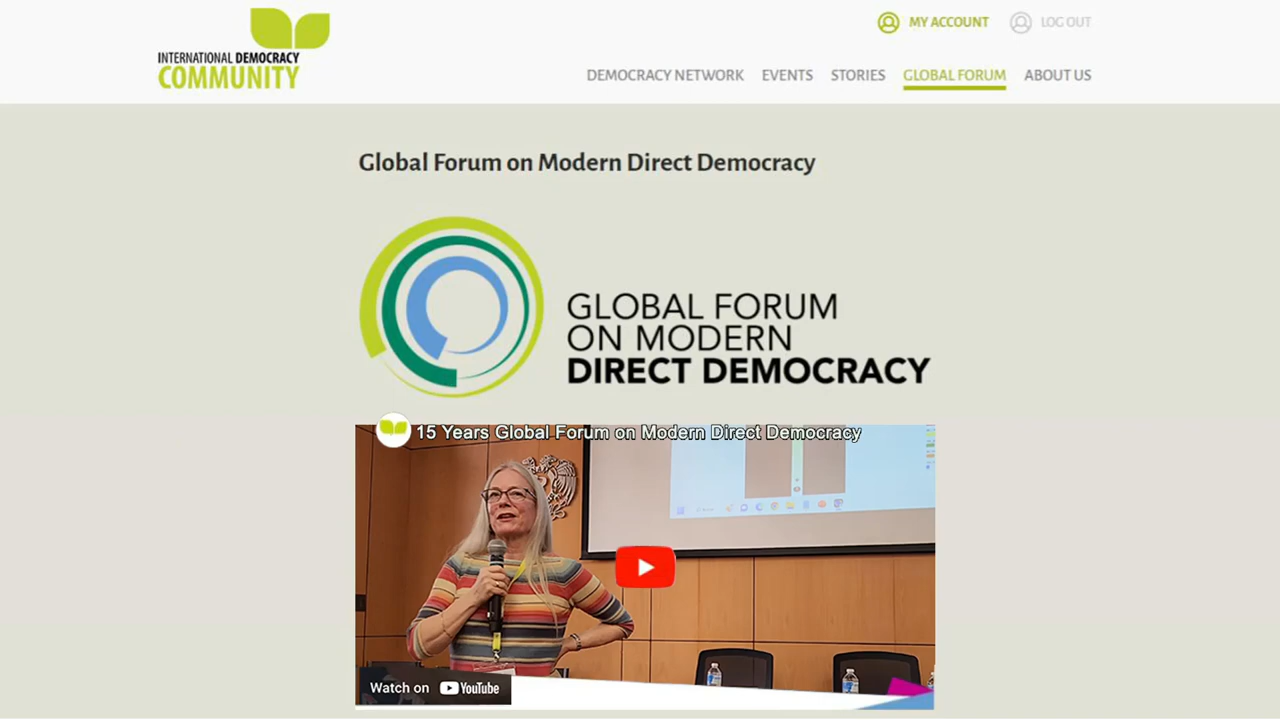 MY ACCOUNT
LOG OUT
INTERNATIONAL DEMOCRACY
COMMUNITY
DEMOCRACY NETWORK
EVENTS
STORIES
GLOBAL FORUM
ABOUT US
Global Forum on Modern Direct Democracy
GLOBAL FORUM
ON MODERN
DIRECT DEMOCRACY
15 Years Global Forum on Modern Direct Democracy
Watch on YouTube